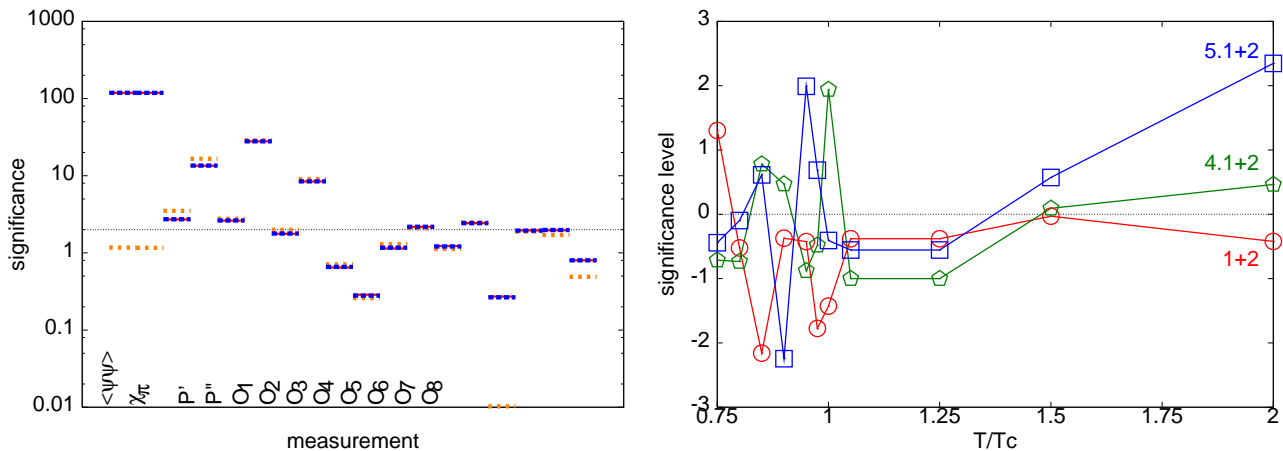 1000
100
10
1
0.1
0.01
significance
<ψψ>
χπ
P'
P"
O1
O2
O3
O4
O5
O6
O7
O8
measurement
3
2
1
0
-1
-2
-3
significance level
5.1+2
4.1+2
1+2
0.75
1
1.25
1.5
1.75
2
T/Tc